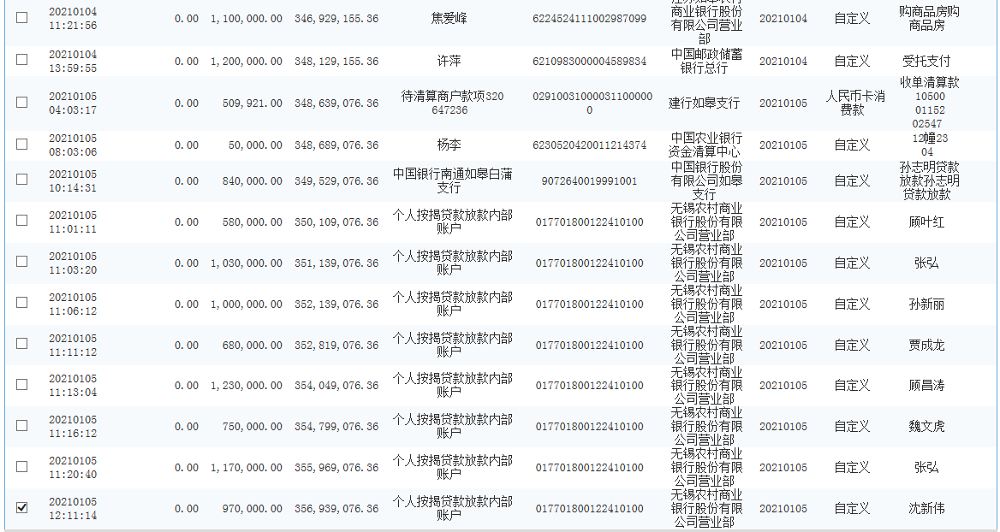 江苏如皋农村
20210104
11:21:56
0.00
1,100,000.00
346,929,155.36
焦爱峰
6224524111002987099
商业银行股份
有限公司营业
部
20210104
自定义
购商品房购
商品房
20210104
13:59:55
0.00
1,200,000.00
348,129,155.36
许萍
6210983000004589834
中国邮政储蓄
银行总行
20210104
自定义
受托支付
20210105
04:03:17
0.00
509,921.00
348,639,076.36
待清算商户款项320
647236
02910031000031100000
0
建行如皋支行
20210105
人民币卡消
费款
收单清算款
10500
01152
02547
20210105
08:03:06
0.00
50,000.00
348,689,076.36
杨李
6230520420011214374
中国农业银行
资金清算中心
20210105
自定义
12幢23
04
20210105
10:14:31
0.00
840,000.00
349,529,076.36
中国银行南通如皋白蒲
支行
9072640019991001
中国银行股份
有限公司如皋
支行
20210105
自定义
孙志明贷款
放款孙志明
贷款放款
20210105
11:01:11
0.00
580,000.00
350,109,076.36
个人按揭贷款放款内部
账户
017701800122410100
无锡农村商业
银行股份有限
公司营业部
20210105
自定义
顾叶红
20210105
11:03:20
0.00
1,030,000.00
351,139,076.36
个人按揭贷款放款内部
账户
017701800122410100
无锡农村商业
银行股份有限
公司营业部
20210105
自定义
张弘
20210105
11:06:12
0.00
1,000,000.00
352,139,076.36
个人按揭贷款放款内部
账户
017701800122410100
无锡农村商业
银行股份有限
公司营业部
20210105
自定义
孙新丽
20210105
11:11:12
0.00
680,000.00
352,819,076.36
个人按揭贷款放款内部
账户
017701800122410100
无锡农村商业
银行股份有限
公司营业部
20210105
自定义
贾成龙
20210105
11:13:04
0.00
1,230,000.00
354,049,076.36
个人按揭贷款放款内部
账户
017701800122410100
无锡农村商业
银行股份有限
公司营业部
20210105
自定义
顾昌涛
20210105
11:16:12
0.00
750,000.00
354,799,076.36
个人按揭贷款放款内部
账户
017701800122410100
无锡农村商业
银行股份有限
公司营业部
20210105
自定义
魏文虎
20210105
11:20:40
0.00
1,170,000.00
355,969,076.36
个人按揭贷款放款内部
账户
017701800122410100
无锡农村商业
银行股份有限
公司营业部
20210105
自定义
张弘
20210105
12:11:14
0.00
970,000.00
356,939,076.36
个人按揭贷款放款内部
账户
017701800122410100
无锡农村商业
银行股份有限
公司营业部
20210105
自定义
沈新伟